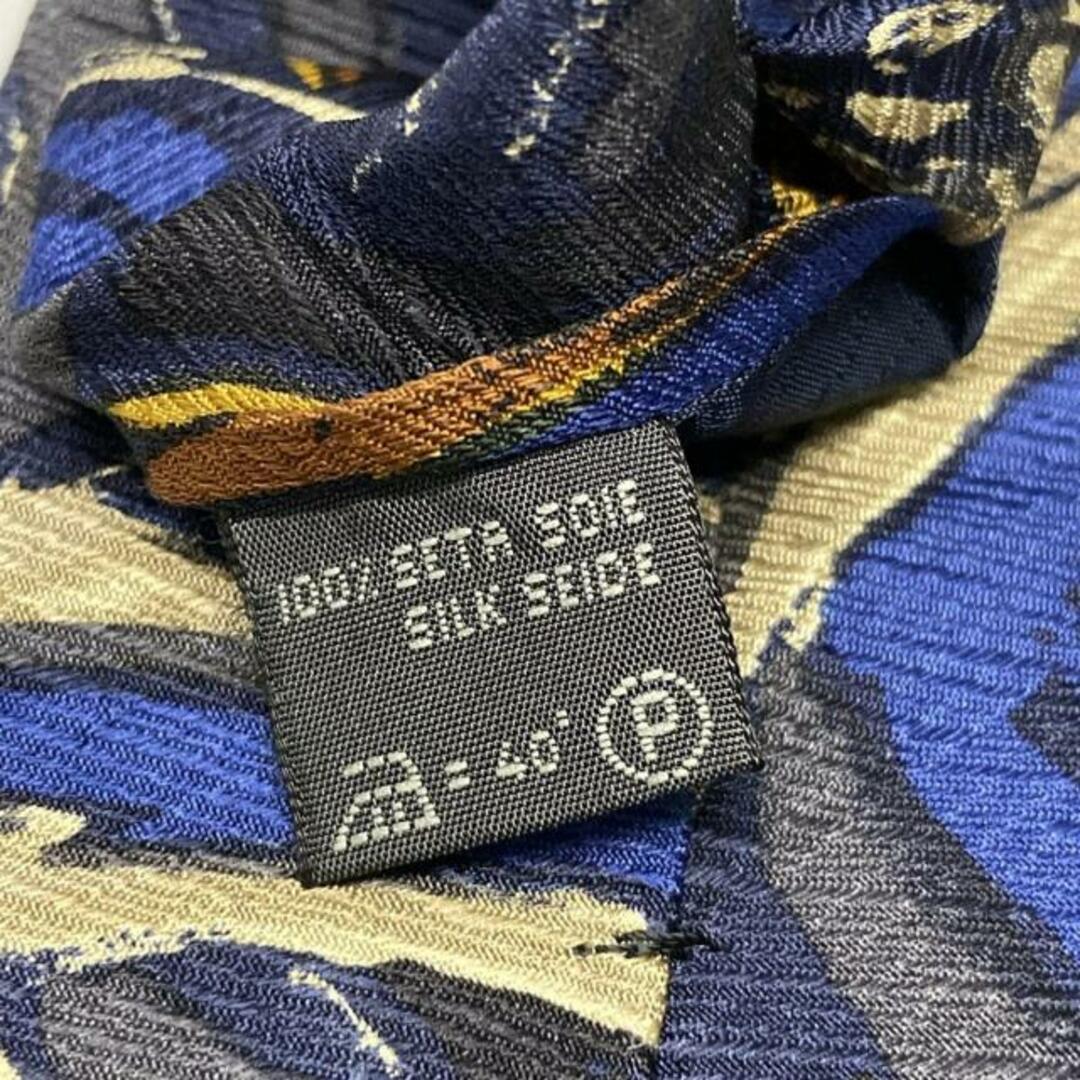 100% SETA SOIE
SILK SEIDE
= 40° P